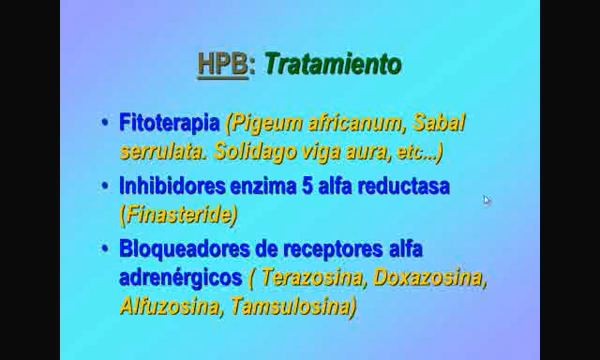 HPB: Tratamiento
• Fitoterapia (Pigeum africanum, Sabal
serrulata. Solidago viga aura, etc...)
• Inhibidores enzima 5 alfa reductasa
(Finasteride)
• Bloqueadores de receptores alfa
adrenérgicos ( Terazosina, Doxazosina,
Alfuzosina, Tamsulosina)